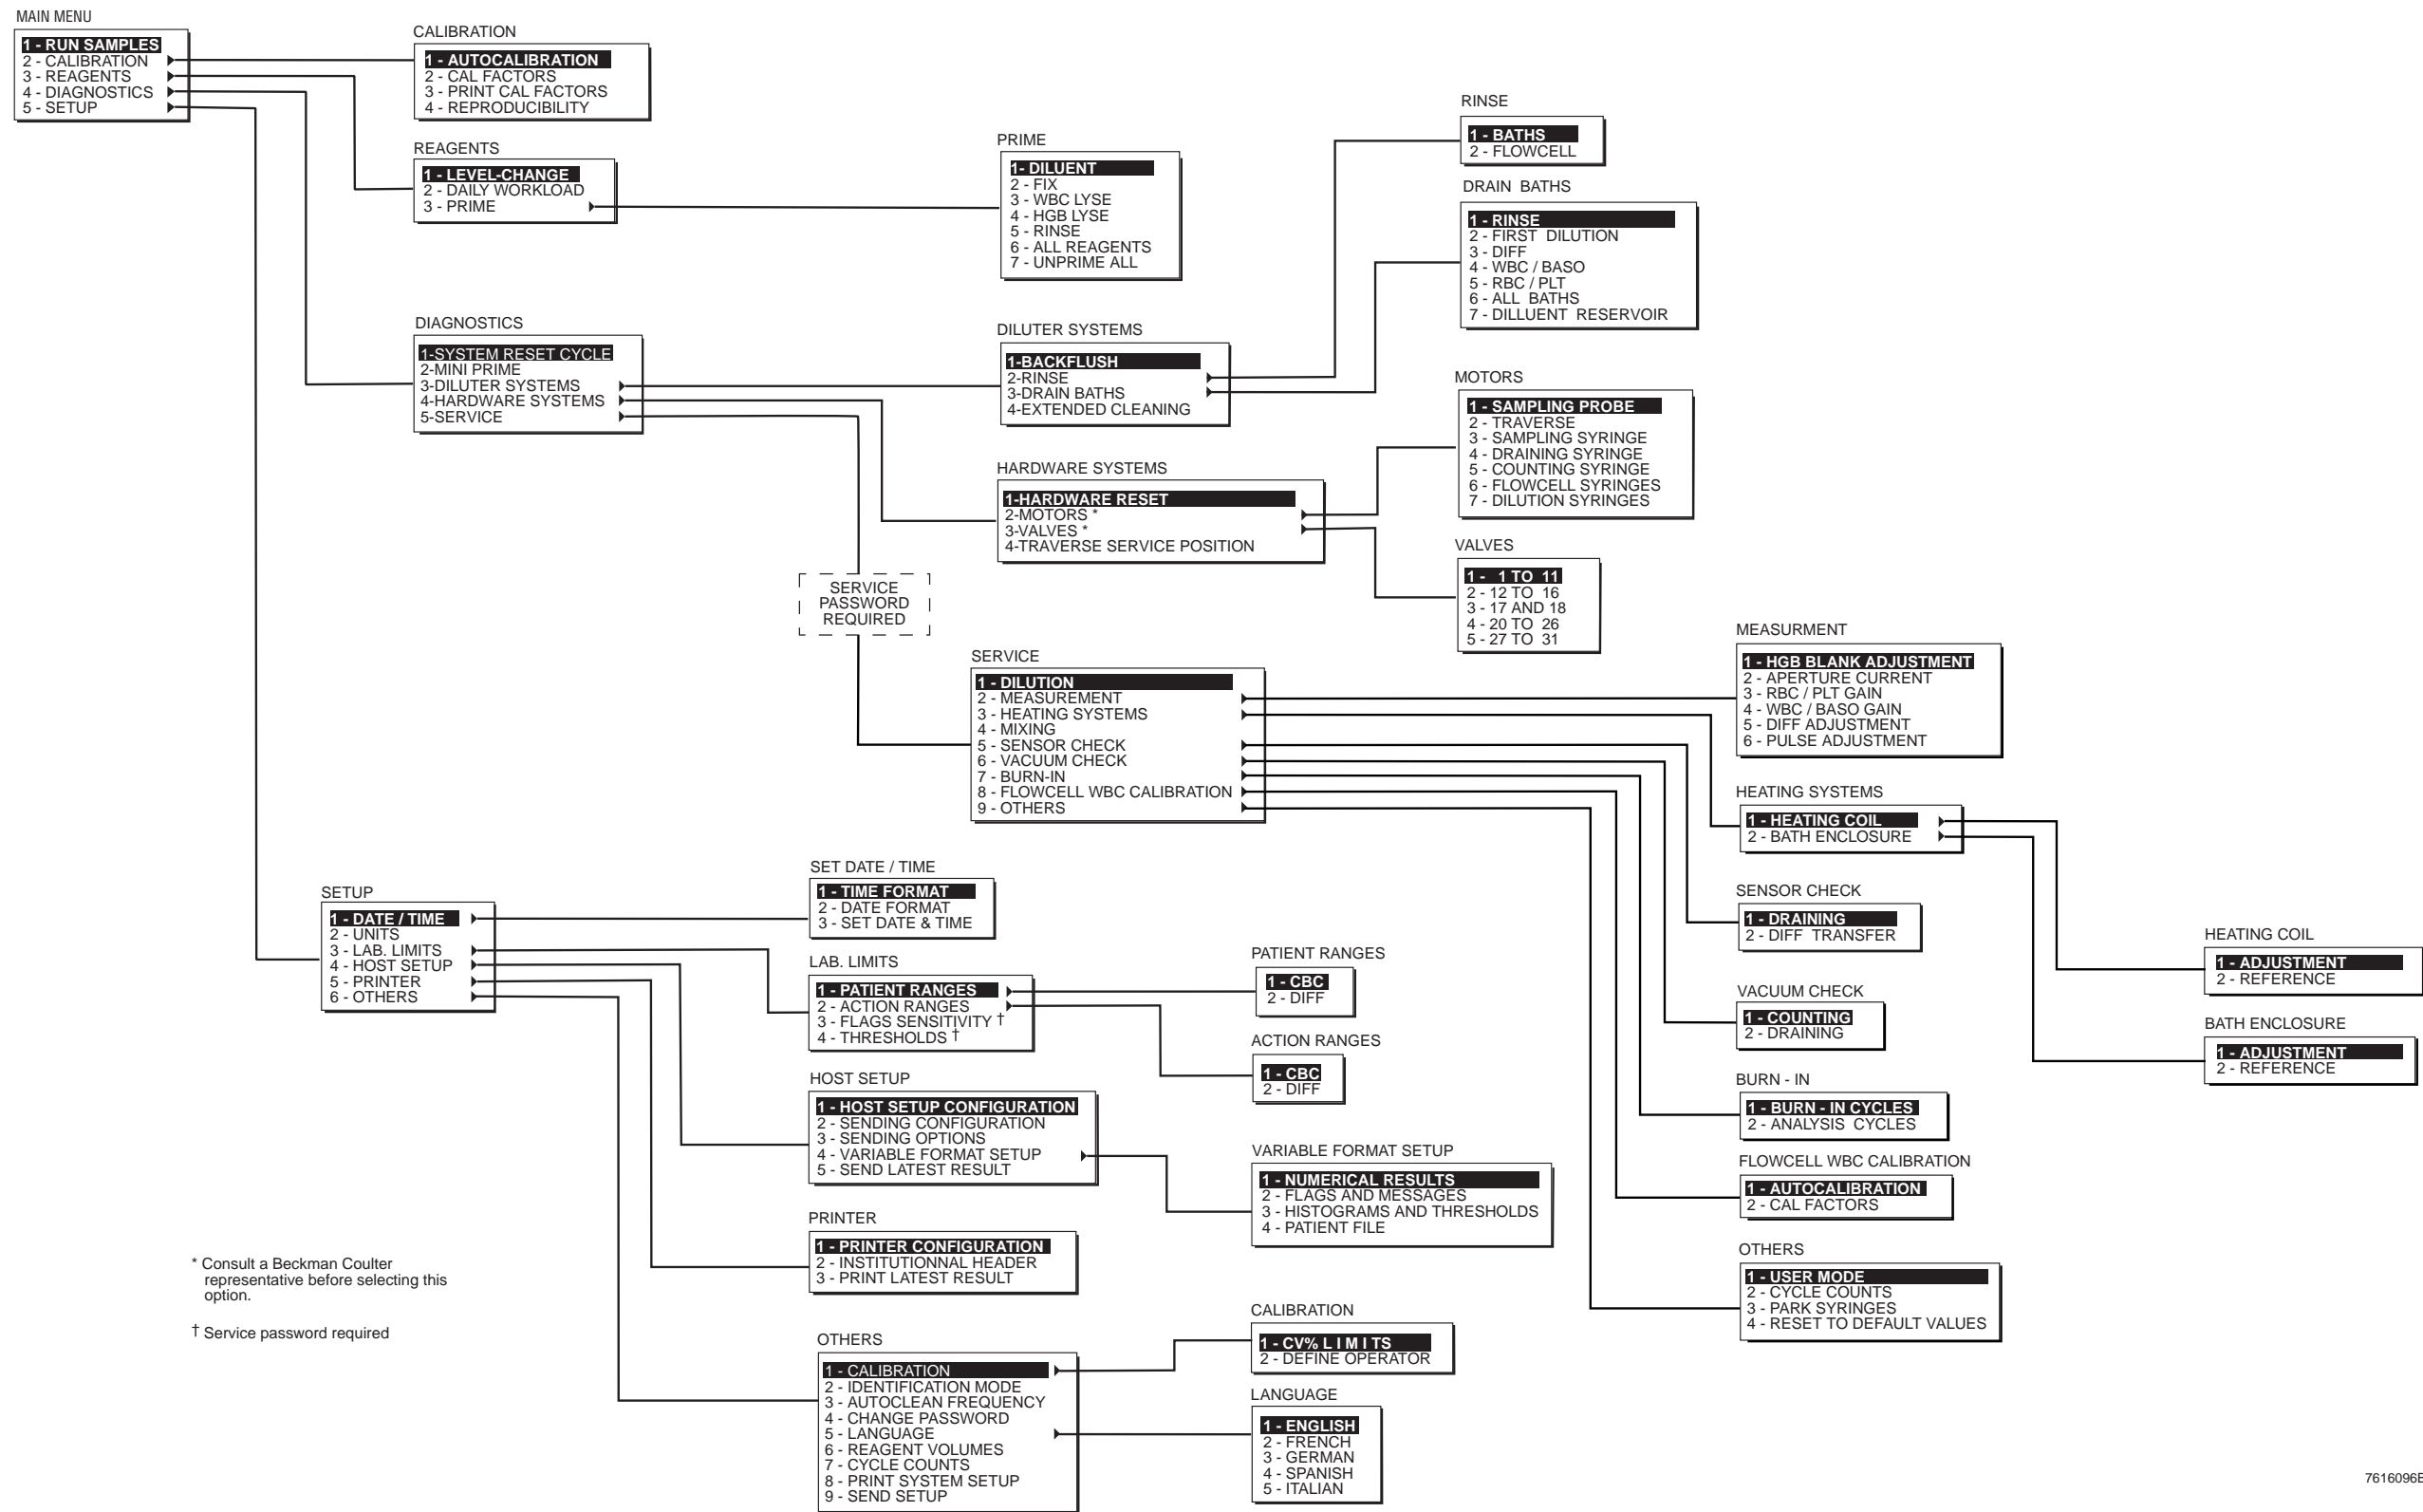 MAIN MENU
1 - RUN SAMPLES
2 - CALIBRATION
3 - REAGENTS
4 - DIAGNOSTICS
5 - SETUP
CALIBRATION
1 - AUTOCALIBRATION
2 - CAL FACTORS
3 - PRINT CAL FACTORS
4 - REPRODUCIBILITY
REAGENTS
1 - LEVEL-CHANGE
2 - DAILY WORKLOAD
3 - PRIME
PRIME
1- DILUENT
2 - FIX
3 - WBC LYSE
4 - HGB LYSE
5 - RINSE
6 - ALL REAGENTS
7 - UNPRIME ALL
RINSE
1 - BATHS
2 - FLOWCELL
DRAIN BATHS
1 - RINSE
2 - FIRST DILUTION
3 - DIFF
4 - WBC / BASO
5 - RBC / PLT
6 - ALL BATHS
7 - DILLUENT RESERVOIR
DIAGNOSTICS
1-SYSTEM RESET CYCLE
2-MINI PRIME
3-DILUTER SYSTEMS
4-HARDWARE SYSTEMS
5-SERVICE
DILUTER SYSTEMS
1-BACKFLUSH
2-RINSE
3-DRAIN BATHS
4-EXTENDED CLEANING
MOTORS
1 - SAMPLING PROBE
2 - TRAVERSE
3 - SAMPLING SYRINGE
4 - DRAINING SYRINGE
5 - COUNTING SYRINGE
6 - FLOWCELL SYRINGES
7 - DILUTION SYRINGES
HARDWARE SYSTEMS
1-HARDWARE RESET
2-MOTORS *
3-VALVES *
4-TRAVERSE SERVICE POSITION
VALVES
1 - 1 TO 11
2 - 12 TO 16
3 - 17 AND 18
4 - 20 TO 26
5 - 27 TO 31
SERVICE
PASSWORD
REQUIRED
SERVICE
1 - DILUTION
2 - MEASUREMENT
3 - HEATING SYSTEMS
4 - MIXING
5 - SENSOR CHECK
6 - VACUUM CHECK
7 - BURN-IN
8 - FLOWCELL WBC CALIBRATION
9 - OTHERS
MEASURMENT
1 - HGB BLANK ADJUSTMENT
2 - APERTURE CURRENT
3 - RBC / PLT GAIN
4 - WBC / BASO GAIN
5 - DIFF ADJUSTMENT
6 - PULSE ADJUSTMENT
HEATING SYSTEMS
1 - HEATING COIL
2 - BATH ENCLOSURE
SENSOR CHECK
1 - DRAINING
2 - DIFF TRANSFER
HEATING COIL
1 - ADJUSTMENT
2 - REFERENCE
VACUUM CHECK
1 - COUNTING
2 - DRAINING
BATH ENCLOSURE
1 - ADJUSTMENT
2 - REFERENCE
BURN - IN
1 - BURN - IN CYCLES
2 - ANALYSIS CYCLES
FLOWCELL WBC CALIBRATION
1 - AUTOCALIBRATION
2 - CAL FACTORS
OTHERS
1 - USER MODE
2 - CYCLE COUNTS
3 - PARK SYRINGES
4 - RESET TO DEFAULT VALUES
SETUP
1 - DATE / TIME
2 - UNITS
3 - LAB. LIMITS
4 - HOST SETUP
5 - PRINTER
6 - OTHERS
SET DATE / TIME
1 - TIME FORMAT
2 - DATE FORMAT
3 - SET DATE & TIME
LAB. LIMITS
1 - PATIENT RANGES
2 - ACTION RANGES
3 - FLAGS SENSITIVITY †
4 - THRESHOLDS †
PATIENT RANGES
1 - CBC
2 - DIFF
ACTION RANGES
1 - CBC
2 - DIFF
HOST SETUP
1 - HOST SETUP CONFIGURATION
2 - SENDING CONFIGURATION
3 - SENDING OPTIONS
4 - VARIABLE FORMAT SETUP
5 - SEND LATEST RESULT
VARIABLE FORMAT SETUP
1 - NUMERICAL RESULTS
2 - FLAGS AND MESSAGES
3 - HISTOGRAMS AND THRESHOLDS
4 - PATIENT FILE
PRINTER
1 - PRINTER CONFIGURATION
2 - INSTITUTIONNAL HEADER
3 - PRINT LATEST RESULT
OTHERS
1 - CALIBRATION
2 - IDENTIFICATION MODE
3 - AUTOCLEAN FREQUENCY
4 - CHANGE PASSWORD
5 - LANGUAGE
6 - REAGENT VOLUMES
7 - CYCLE COUNTS
8 - PRINT SYSTEM SETUP
9 - SEND SETUP
CALIBRATION
1 - CV% L I M I TS
2 - DEFINE OPERATOR
LANGUAGE
1 - ENGLISH
2 - FRENCH
3 - GERMAN
4 - SPANISH
5 - ITALIAN
* Consult a Beckman Coulter
representative before selecting this
option.
† Service password required
7616096E